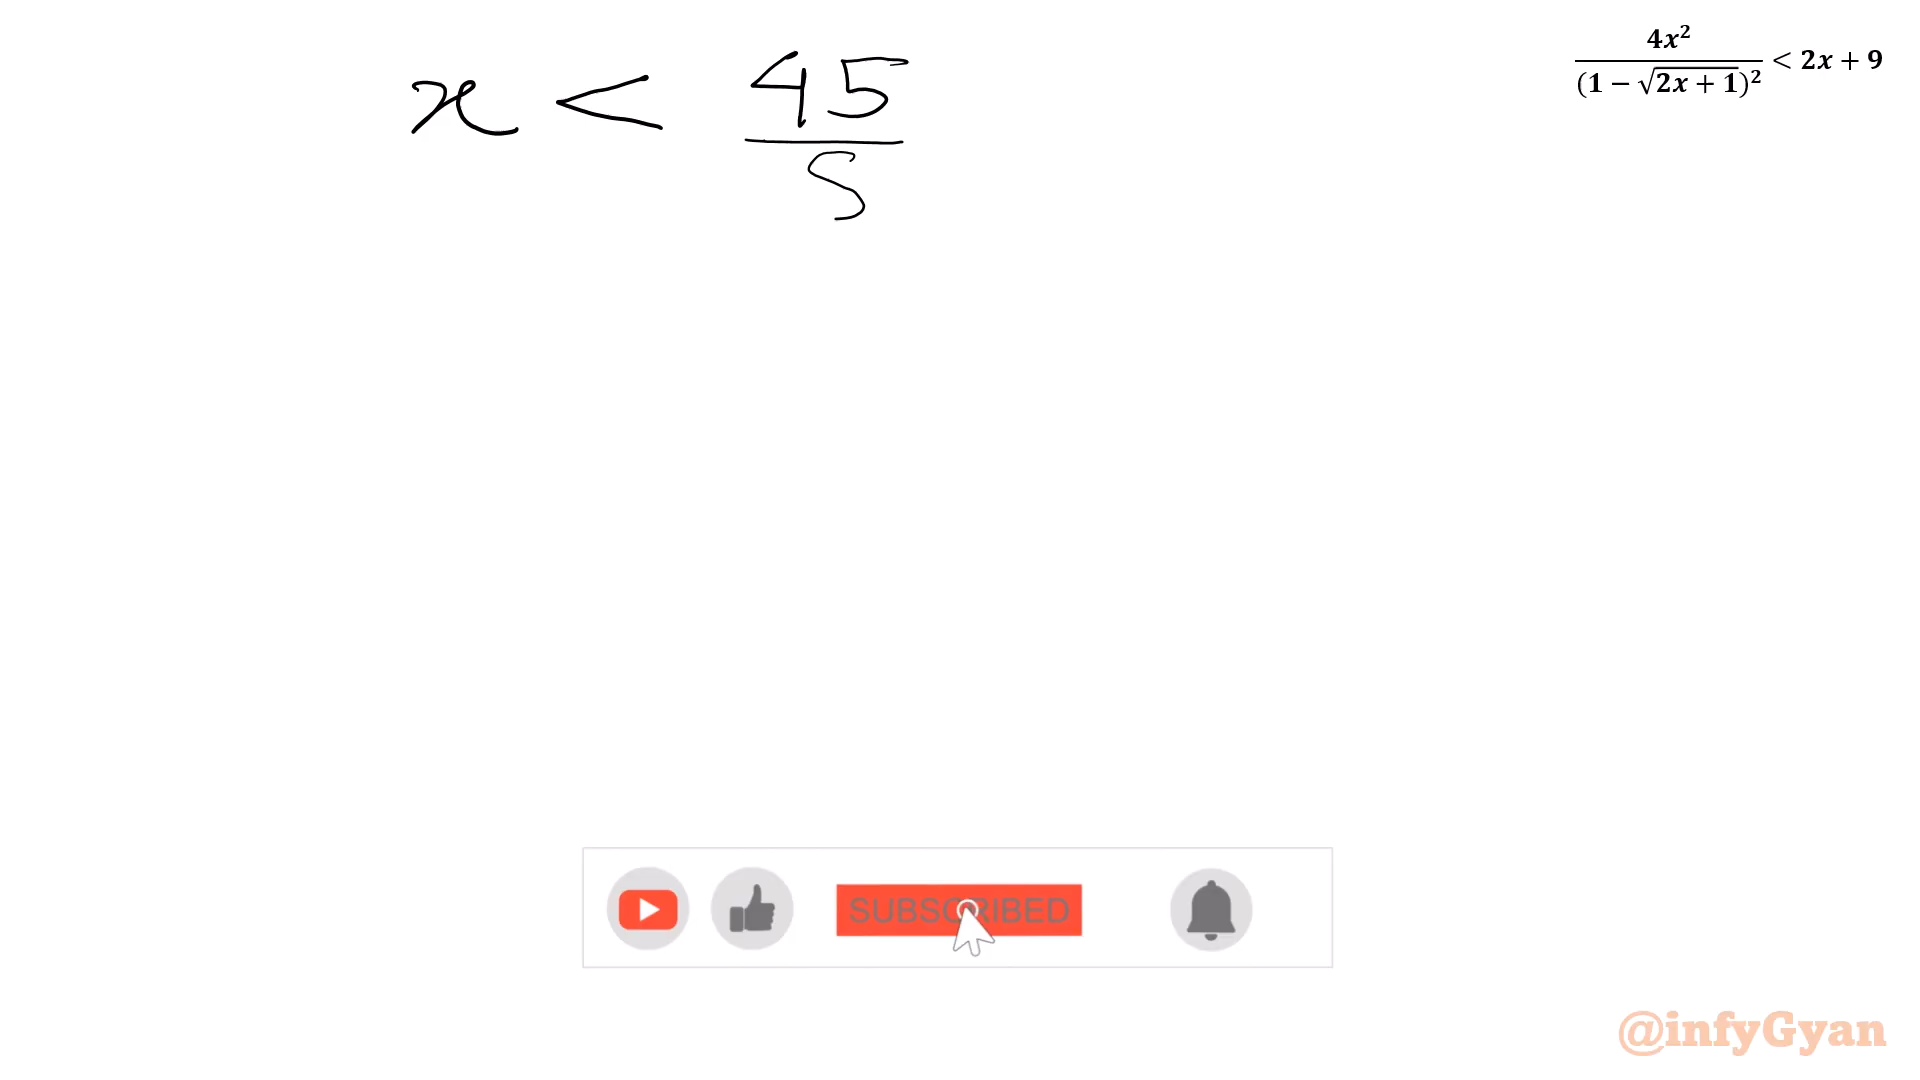 x < 45/5
4x²/(1 − √(2x + 1))² < 2x + 9
SUBSCRIBED
@infyGyan